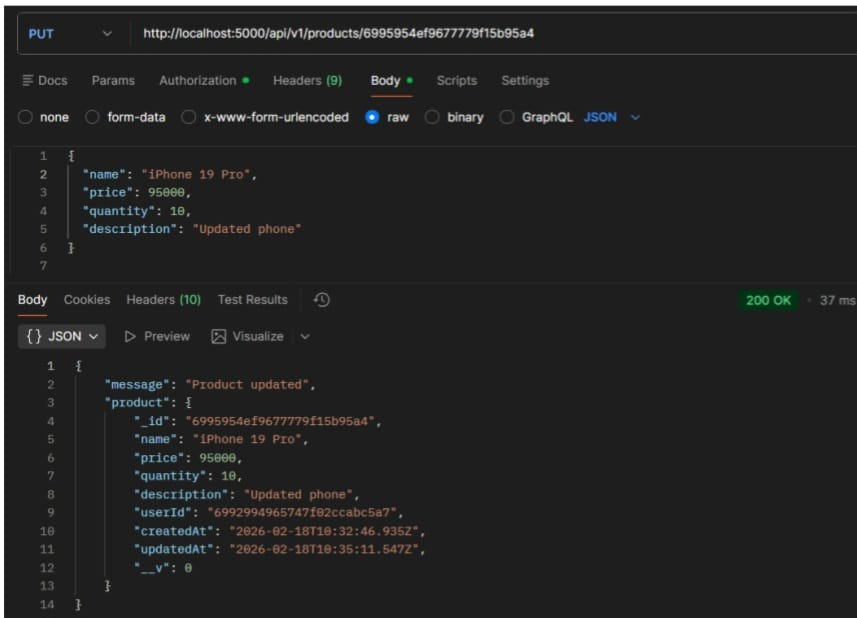 PUT http://localhost:5000/api/v1/products/6995954ef9677779f15b95a4
Docs Params Authorization Headers (9) Body Scripts Settings
none form-data x-www-form-urlencoded raw binary GraphQL JSON
1 {
2 "name": "iPhone 19 Pro",
3 "price": 95000,
4 "quantity": 10,
5 "description": "Updated phone"
6 }
7
Body Cookies Headers (10) Test Results 200 OK • 37 ms
{} JSON Preview Visualize
1 {
2 "message": "Product updated",
3 "product": {
4 "_id": "6995954ef9677779f15b95a4",
5 "name": "iPhone 19 Pro",
6 "price": 95000,
7 "quantity": 10,
8 "description": "Updated phone",
9 "userId": "6992994965747f02ccabc5a7",
10 "createdAt": "2026-02-18T10:32:46.935Z",
11 "updatedAt": "2026-02-18T10:35:11.547Z",
12 "__v": 0
13 }
14 }